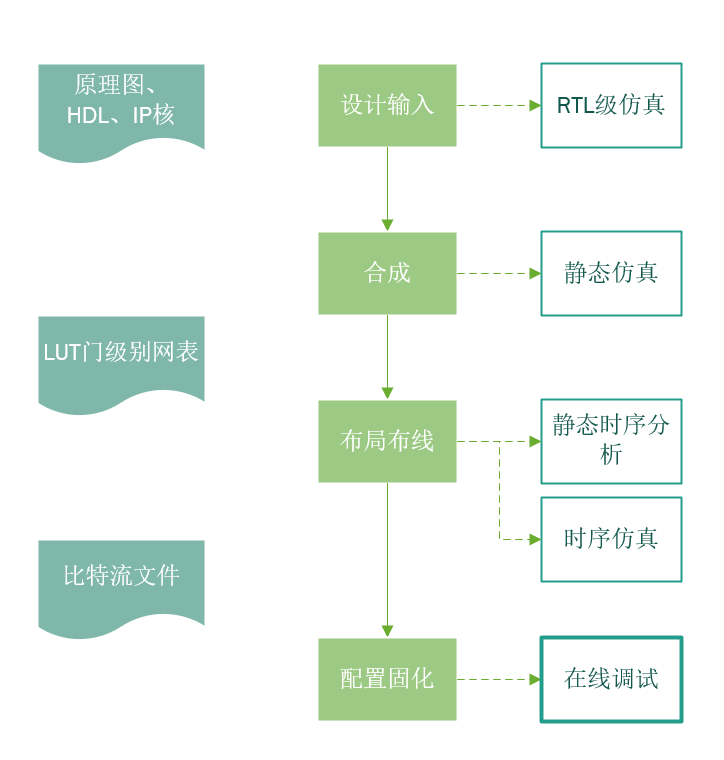 原理图、
HDL、IP核
设计输入
RTL级仿真
合成
静态仿真
LUT门级别网表
布局布线
静态时序分
析
时序仿真
比特流文件
配置固化
在线调试